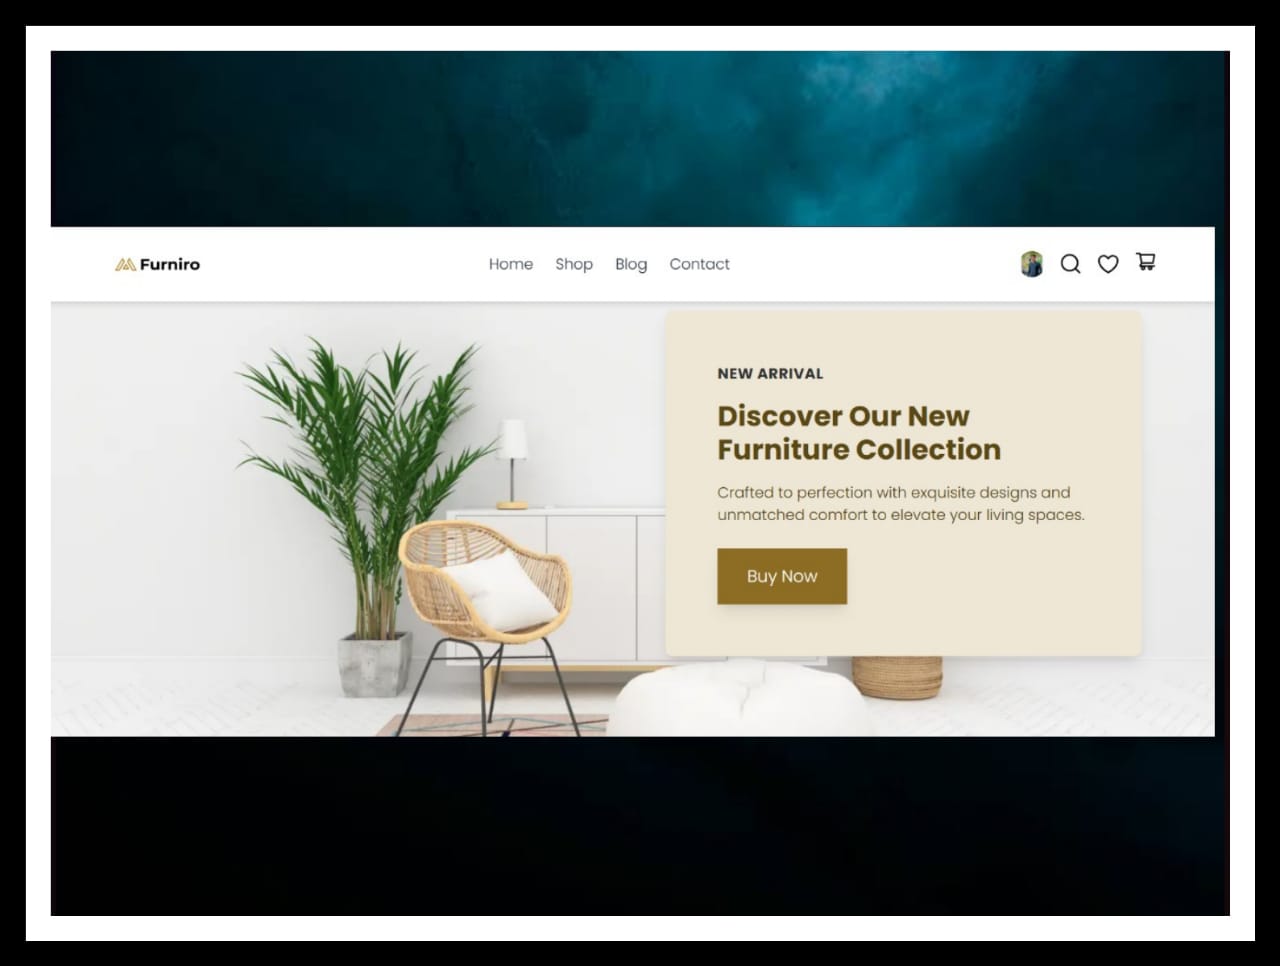 Furniro
Home Shop Blog Contact
NEW ARRIVAL
Discover Our New
Furniture Collection
Crafted to perfection with exquisite designs and
unmatched comfort to elevate your living spaces.
Buy Now